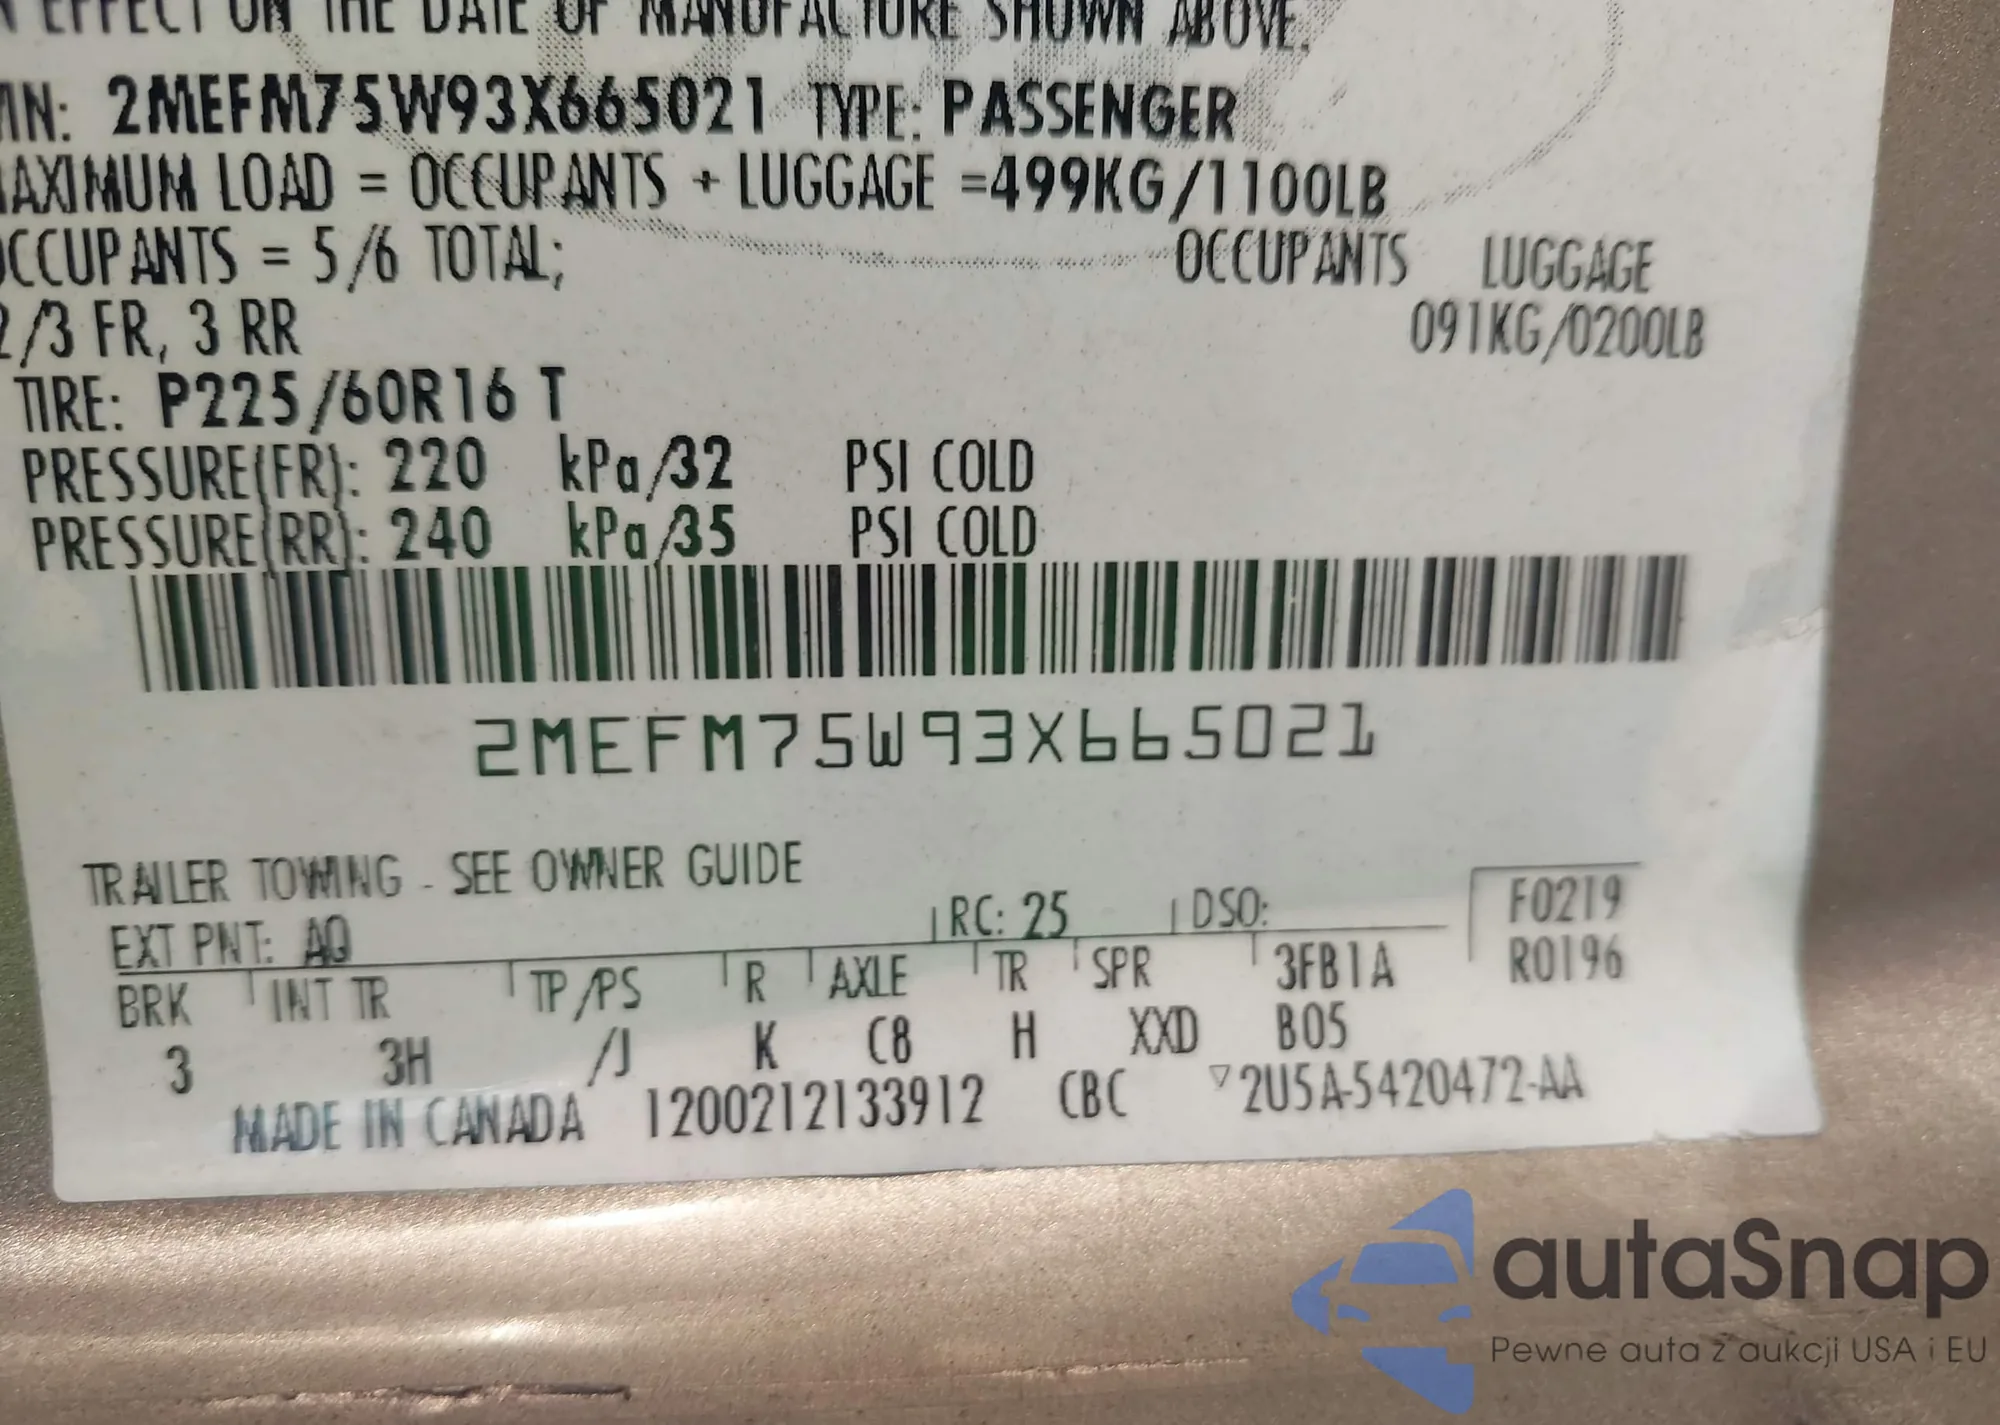 N EFFECT ON THE DATE OF MANUFACTURE SHOWN ABOVE.
IN: 2MEFM75W93X665021 TYPE: PASSENGER
MAXIMUM LOAD = OCCUPANTS + LUGGAGE =499KG/1100LB
OCCUPANTS = 5/6 TOTAL; OCCUPANTS LUGGAGE
2/3 FR, 3 RR 091KG/0200LB
TIRE: P225/60R16 T
PRESSURE(FR): 220 kPa/32 PSI COLD
PRESSURE(RR): 240 kPa/35 PSI COLD
2MEFM75W93X665021
TRAILER TOWING - SEE OWNER GUIDE
EXT PNT: AQ RC: 25 DSO: F0219
BRK INT TR TP/PS R AXLE TR SPR 3FB1A R0196
3 3H /J K C8 H XXD B05
MADE IN CANADA 1200212133912 CBC ▽2U5A-5420472-AA
autaSnap
Pewne auta z aukcji USA i EU